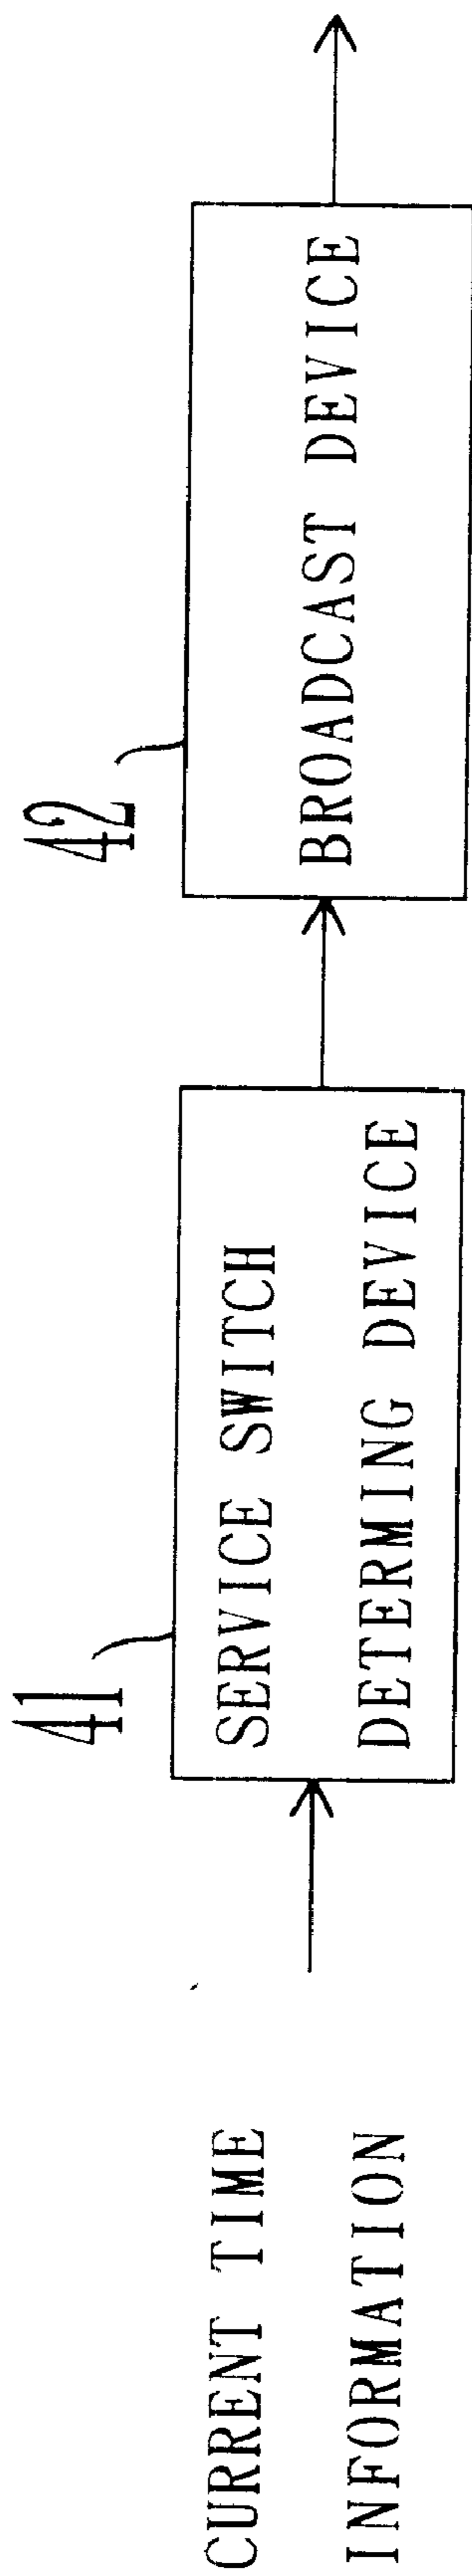 CURRENT TIME
INFORMATION
41
SERVICE SWITCH
DETERMING DEVICE
42
BROADCAST DEVICE